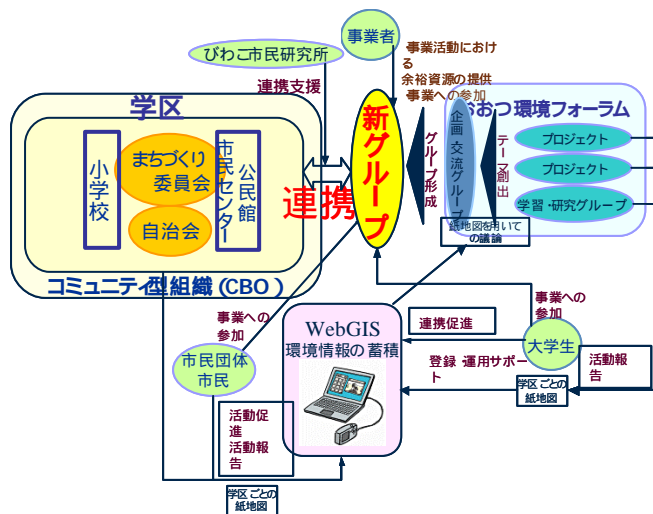 事業者
びわこ市民研究所
事業活動における
余裕資源の提供
事業への参加
連携支援
学区
小学校
まちづくり
委員会
自治会
市民センター
公民館
コミュニティ型組織(CBO)
連携
新グループ
グループ形成
おおつ環境フォーラム
企画・交流グループ
テーマ創出
プロジェクト
プロジェクト
学習・研究グループ
紙地図を用いて
の議論
事業への
参加
市民団体
市民
WebGIS
環境情報の蓄積
連携促進
事業への
参加
大学生
登録・運用サポー
ト
学区ごとの
紙地図
活動報
告
活動促
進
活動報
告
学区ごとの
紙地図